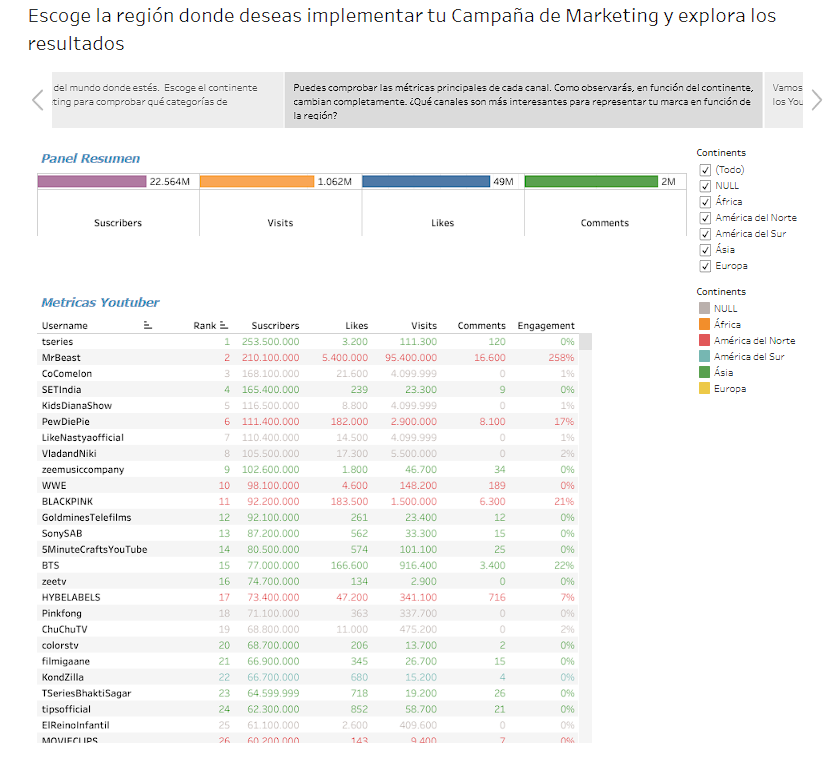 Escoge la región donde deseas implementar tu Campaña de Marketing y explora los
resultados
del mundo donde estés. Escoge el continente
ting para comprobar qué categorías de
Puedes comprobar las métricas principales de cada canal. Como observarás, en función del continente,
cambian completamente. ¿Qué canales son más interesantes para representar tu marca en función de
la región?
Vamos
los You
Panel Resumen
22.564M 1.062M 49M 2M
Suscribers Visits Likes Comments
Continents
(Todo)
NULL
África
América del Norte
América del Sur
Ásia
Europa
Continents
NULL
África
América del Norte
América del Sur
Ásia
Europa
Metricas Youtuber
Username Rank Suscribers Likes Visits Comments Engagement
tseries 1 253.500.000 3.200 111.300 120 0%
MrBeast 2 210.100.000 5.400.000 95.400.000 16.600 258%
CoComelon 3 168.100.000 21.600 4.099.999 0 1%
SETIndia 4 165.400.000 239 23.300 9 0%
KidsDianaShow 5 116.500.000 8.800 4.099.999 0 1%
PewDiePie 6 111.400.000 182.000 2.900.000 8.100 17%
LikeNastyaofficial 7 110.400.000 14.500 4.099.999 0 1%
VladandNiki 8 105.500.000 17.300 5.500.000 0 2%
zeemusiccompany 9 102.600.000 1.800 46.700 34 0%
WWE 10 98.100.000 4.600 148.200 189 0%
BLACKPINK 11 92.200.000 183.500 1.500.000 6.300 21%
GoldminesTelefilms 12 92.100.000 261 23.400 12 0%
SonySAB 13 87.200.000 562 33.300 15 0%
5MinuteCraftsYouTube 14 80.500.000 574 101.100 25 0%
BTS 15 77.000.000 166.600 916.400 3.400 22%
zeetv 16 74.700.000 134 2.900 0 0%
HYBELABELS 17 73.400.000 47.200 341.100 716 7%
Pinkfong 18 71.100.000 363 337.700 0 0%
ChuChuTV 19 68.800.000 11.000 475.200 0 2%
colorstv 20 68.700.000 206 13.700 2 0%
filmigaane 21 66.900.000 345 26.700 15 0%
KondZilla 22 66.700.000 680 15.200 4 0%
TSeriesBhaktiSagar 23 64.599.999 718 19.200 26 0%
tipsofficial 24 62.300.000 852 58.700 21 0%
ElReinoInfantil 25 61.100.000 2.600 409.600 0 0%
MOVIECLIPS 26 60.200.000 143 9.400 7 0%